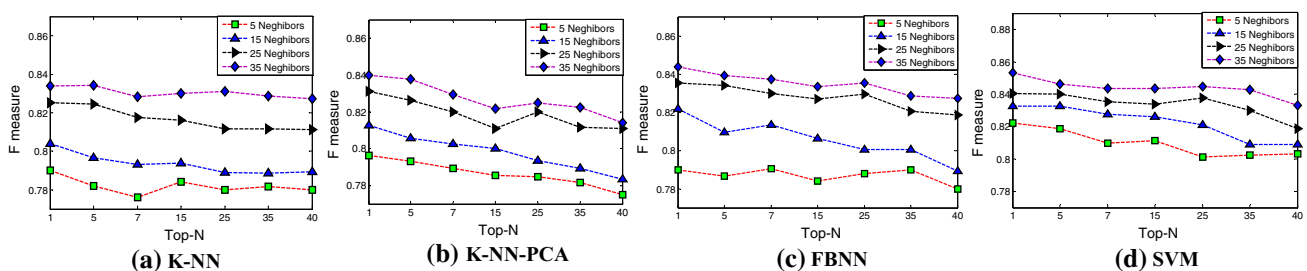 5 Neghibors
15 Neghibors
25 Neghibors
35 Neghibors
F measure
0.86
0.84
0.82
0.8
0.78
1
5
7
15
25
35
40
Top-N
(a) K-NN
5 Neghibors
15 Neghibors
25 Neghibors
35 Neghibors
F measure
0.86
0.84
0.82
0.8
0.78
1
5
7
15
25
35
40
Top-N
(b) K-NN-PCA
5 Neghibors
15 Neghibors
25 Neghibors
35 Neghibors
F measure
0.86
0.84
0.82
0.8
0.78
1
5
7
15
25
35
40
Top-N
(c) FBNN
5 Neghibors
15 Neghibors
25 Neghibors
35 Neghibors
F measure
0.88
0.86
0.84
0.82
0.8
0.78
1
5
7
15
25
35
40
Top-N
(d) SVM